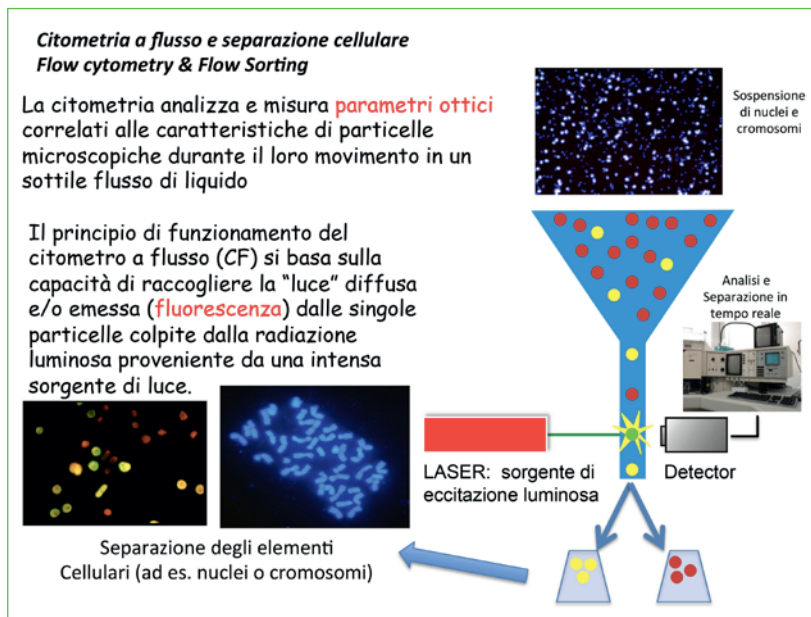 Citometria a flusso e separazione cellulare
Flow cytometry & Flow Sorting
La citometria analizza e misura parametri ottici
correlati alle caratteristiche di particelle
microscopiche durante il loro movimento in un
sottile flusso di liquido
Sospensione
di nuclei e
cromosomi
Il principio di funzionamento del
citometro a flusso (CF) si basa sulla
capacità di raccogliere la “luce” diffusa
e/o emessa (fluorescenza) dalle singole
particelle colpite dalla radiazione
luminosa proveniente da una intensa
sorgente di luce.
Analisi e
Separazione in
tempo reale
LASER: sorgente di
eccitazione luminosa
Detector
Separazione degli elementi
Cellulari (ad es. nuclei o cromosomi)